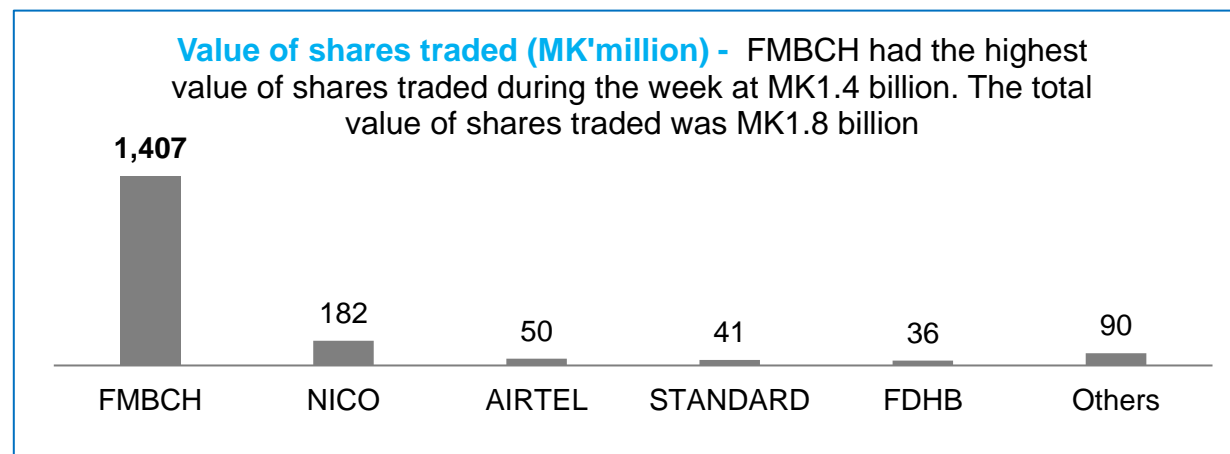 Value of shares traded (MK'million) - FMBCH had the highest
value of shares traded during the week at MK1.4 billion. The total
value of shares traded was MK1.8 billion
1,407
182
50
41
36
90
FMBCH
NICO
AIRTEL
STANDARD
FDHB
Others